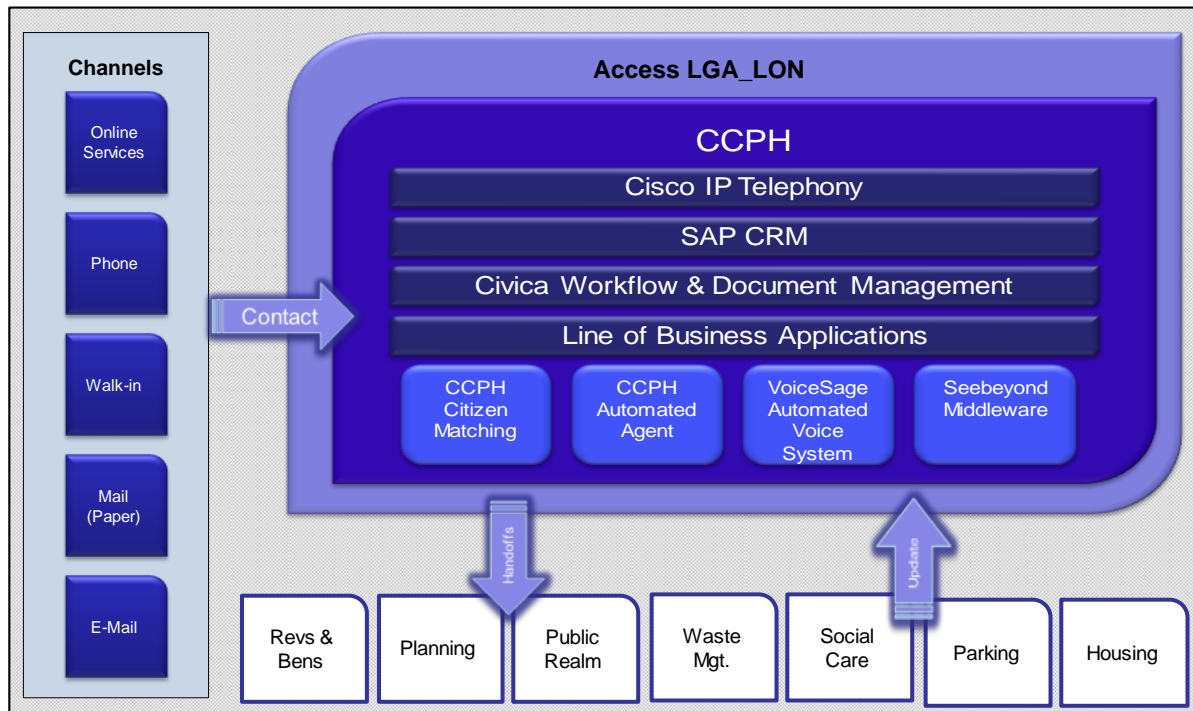 Channels
Online
Services
Phone
Walk-in
Mail
(Paper)
E-Mail
Contact
Access LGA_LON
CCPH
Cisco IP Telephony
SAP CRM
Civica Workflow & Document Management
Line of Business Applications
CCPH
Citizen
Matching
CCPH
Automated
Agent
VoiceSage
Automated
Voice
System
Seebeyond
Middleware
Handoffs
Update
Revs &
Bens
Planning
Public
Realm
Waste
Mgt.
Social
Care
Parking
Housing